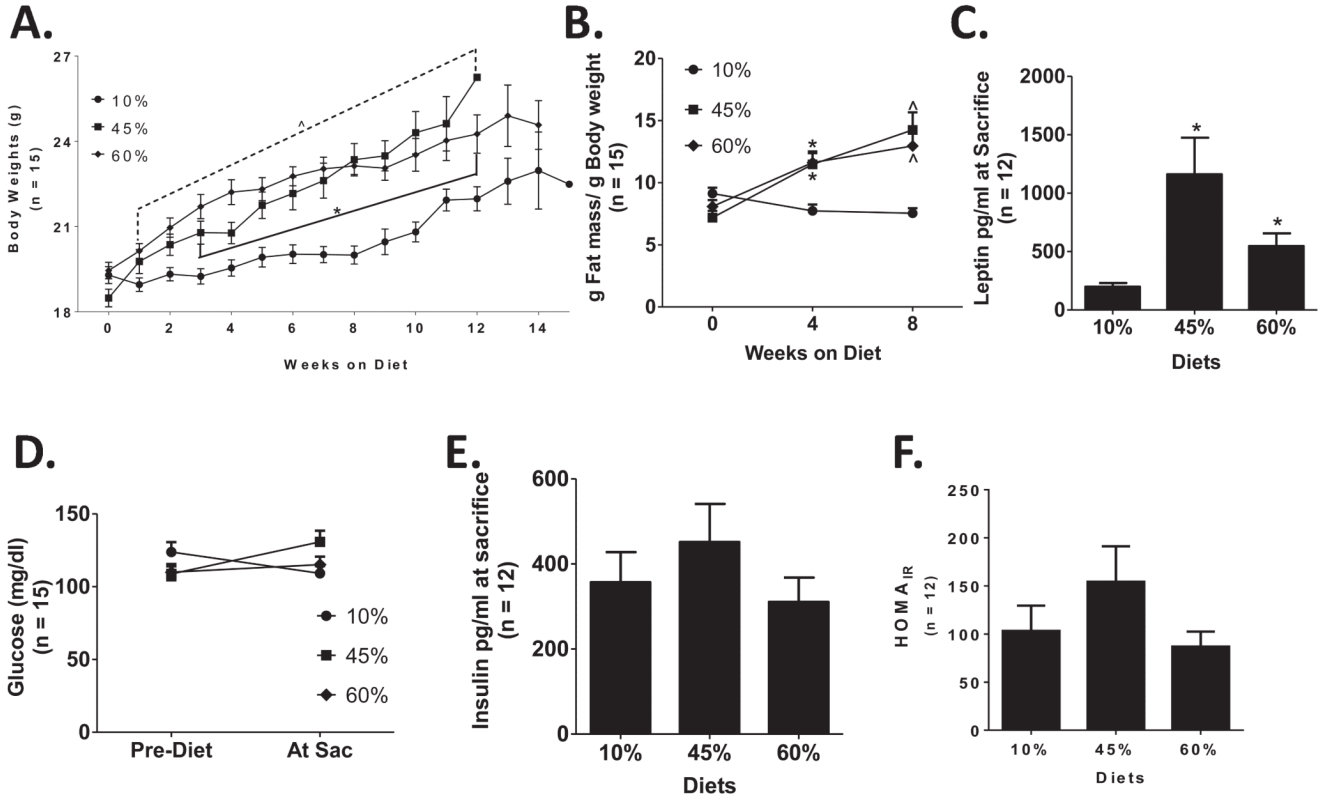 A.
Body Weights (g)
(n = 15)
27
24
21
18
10%
45%
60%
^
*
0 2 4 6 8 10 12 14
Weeks on Diet
B.
g Fat mass/ g Body weight
(n = 15)
20
15
10
5
0
10%
45%
60%
*
*
^
^
0 4 8
Weeks on Diet
C.
Leptin pg/ml at Sacrifice
(n = 12)
2000
1500
1000
500
0
*
*
10% 45% 60%
Diets
D.
Glucose (mg/dl)
(n = 15)
150
100
50
0
10%
45%
60%
Pre-Diet At Sac
E.
Insulin pg/ml at sacrifice
(n = 12)
600
400
200
0
10% 45% 60%
Diets
F.
HOMAIR
(n = 12)
250
200
150
100
50
0
10% 45% 60%
Diets